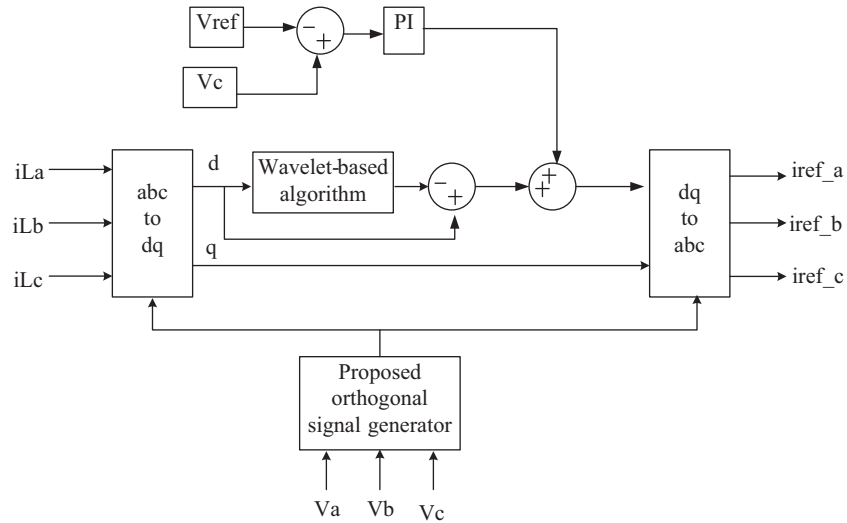 Vref
-
+
PI
Vc
iLa
iLb
iLc
abc
to
dq
d
q
Wavelet-based
algorithm
-
+
+
+
dq
to
abc
iref_a
iref_b
iref_c
Proposed
orthogonal
signal generator
Va
Vb
Vc